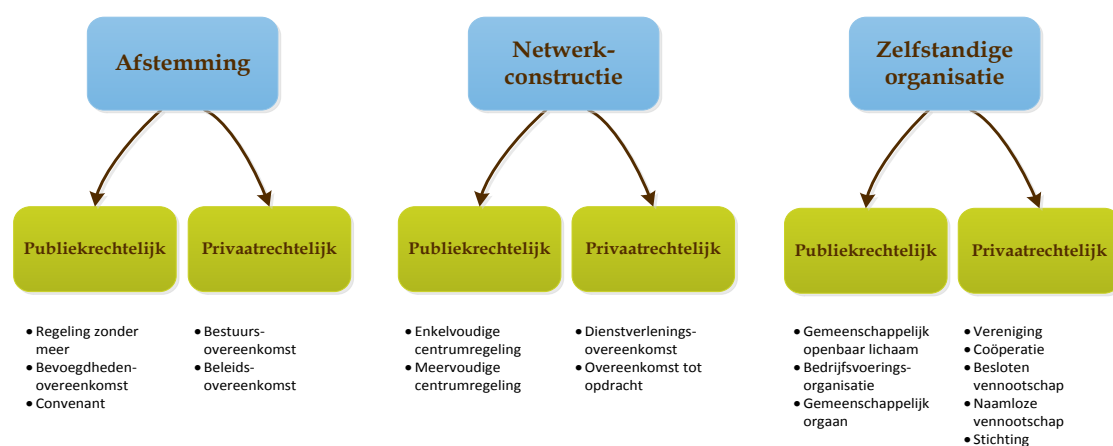 Afstemming
Publiekrechtelijk
Privaatrechtelijk
• Regeling zonder
meer
• Bevoegdheden-
overeenkomst
• Convenant
• Bestuurs-
overeenkomst
• Beleids-
overeenkomst
Netwerk-
constructie
Publiekrechtelijk
Privaatrechtelijk
• Enkelvoudige
centrumregeling
• Meervoudige
centrumregeling
• Dienstverlenings-
overeenkomst
• Overeenkomst tot
opdracht
Zelfstandige
organisatie
Publiekrechtelijk
Privaatrechtelijk
• Gemeenschappelijk
openbaar lichaam
• Bedrijfsvoerings-
organisatie
• Gemeenschappelijk
orgaan
• Vereniging
• Coöperatie
• Besloten
vennootschap
• Naamloze
vennootschap
• Stichting